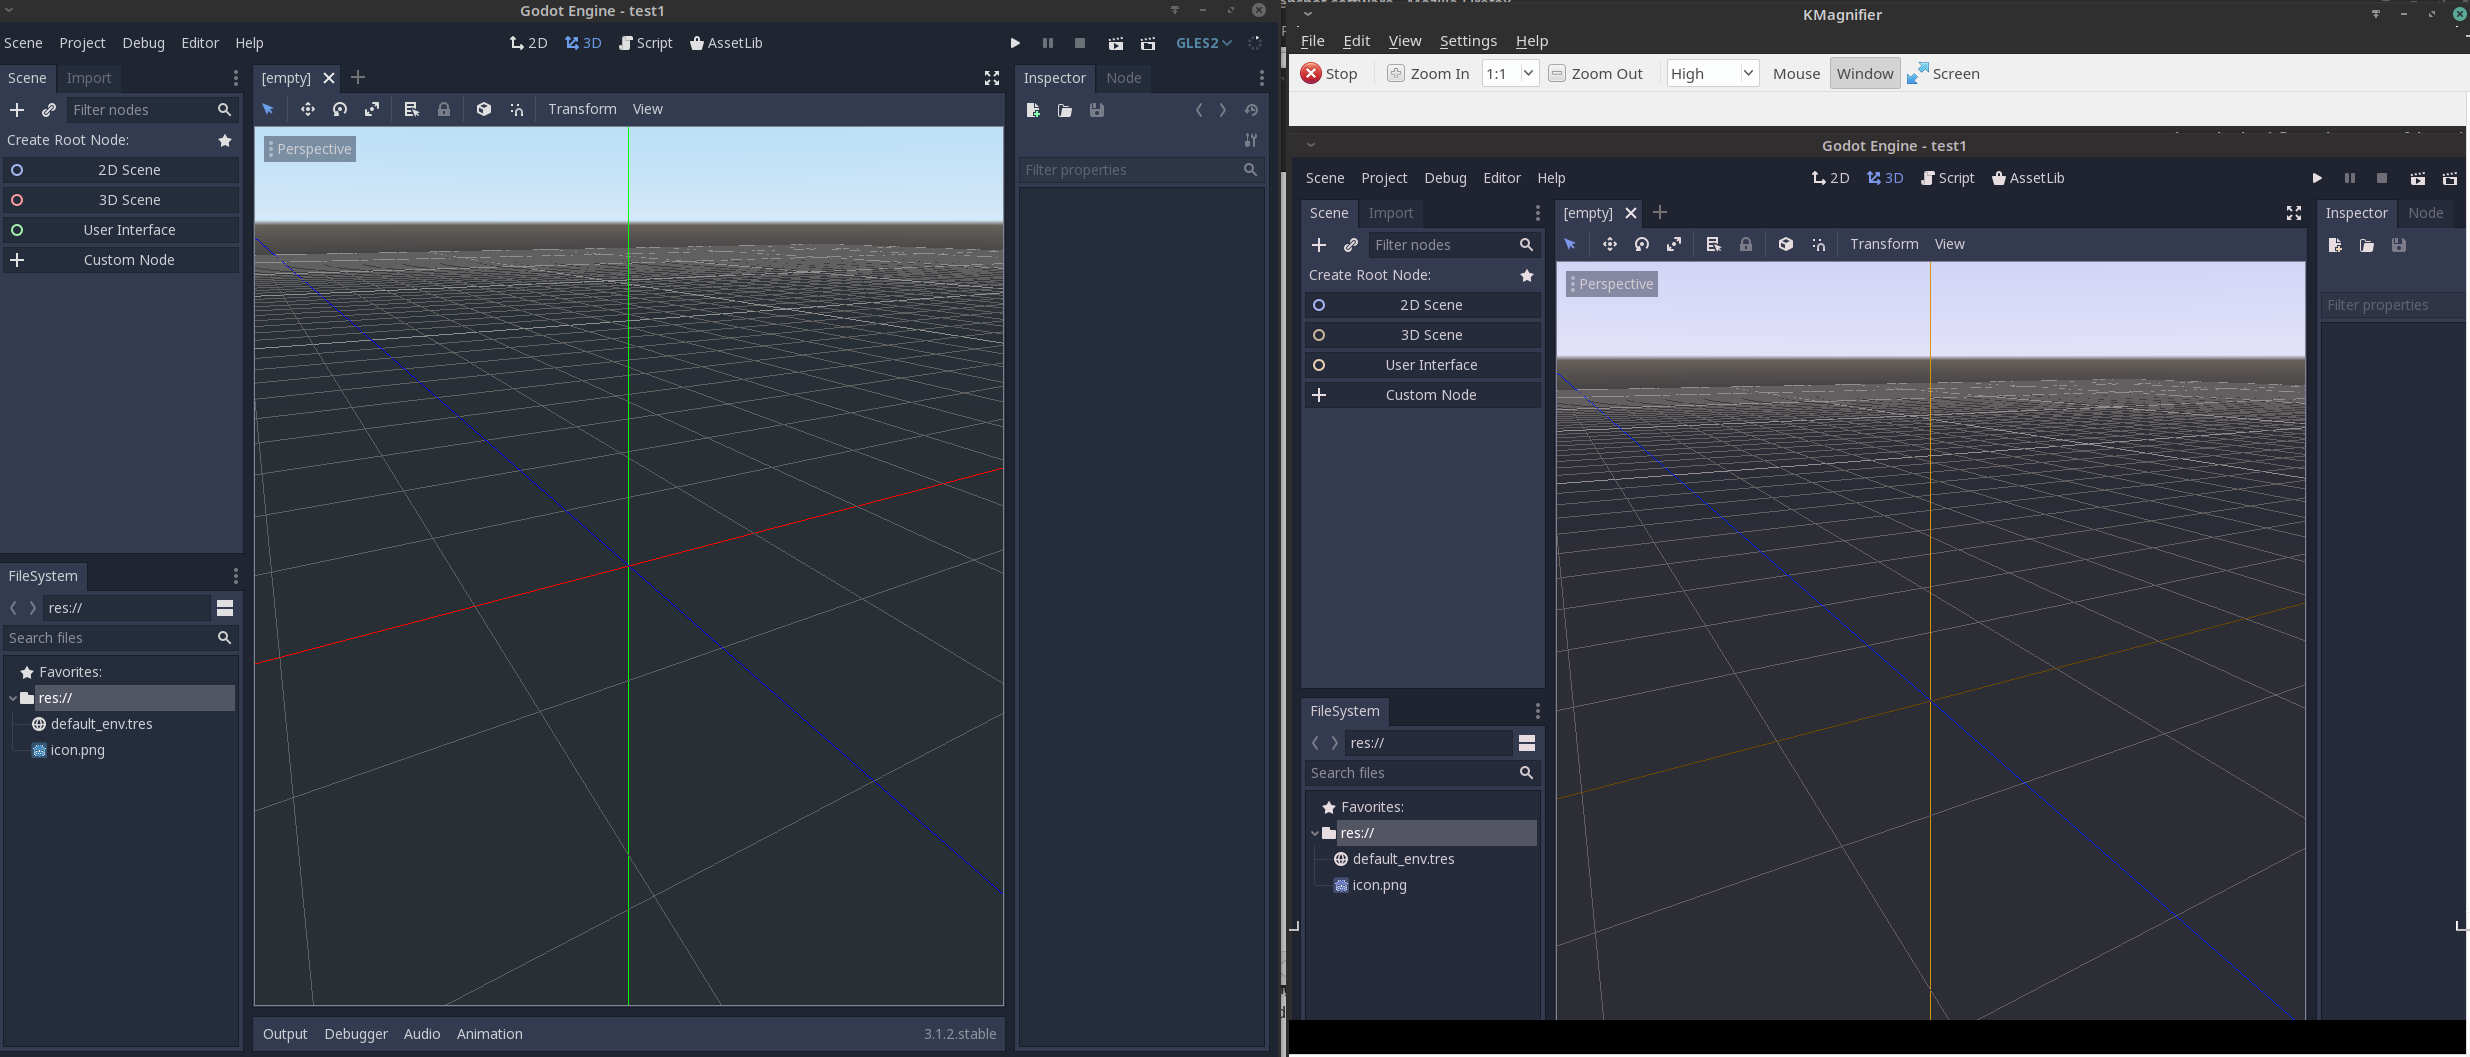 Godot Engine - test1
Scene Project Debug Editor Help
2D 3D Script AssetLib
GLES2
Scene Import
Filter nodes
Create Root Node:
2D Scene
3D Scene
User Interface
Custom Node
FileSystem
res://
Search files
Favorites:
res://
default_env.tres
icon.png
[empty]
Transform View
Perspective
Output Debugger Audio Animation
3.1.2.stable
Inspector Node
Filter properties
KMagnifier
File Edit View Settings Help
Stop Zoom In 1:1 Zoom Out High Mouse Window Screen
Godot Engine - test1
Scene Project Debug Editor Help
2D 3D Script AssetLib
Scene Import
Filter nodes
Create Root Node:
2D Scene
3D Scene
User Interface
Custom Node
FileSystem
res://
Search files
Favorites:
res://
default_env.tres
icon.png
[empty]
Transform View
Perspective
Inspector Node
Filter properties